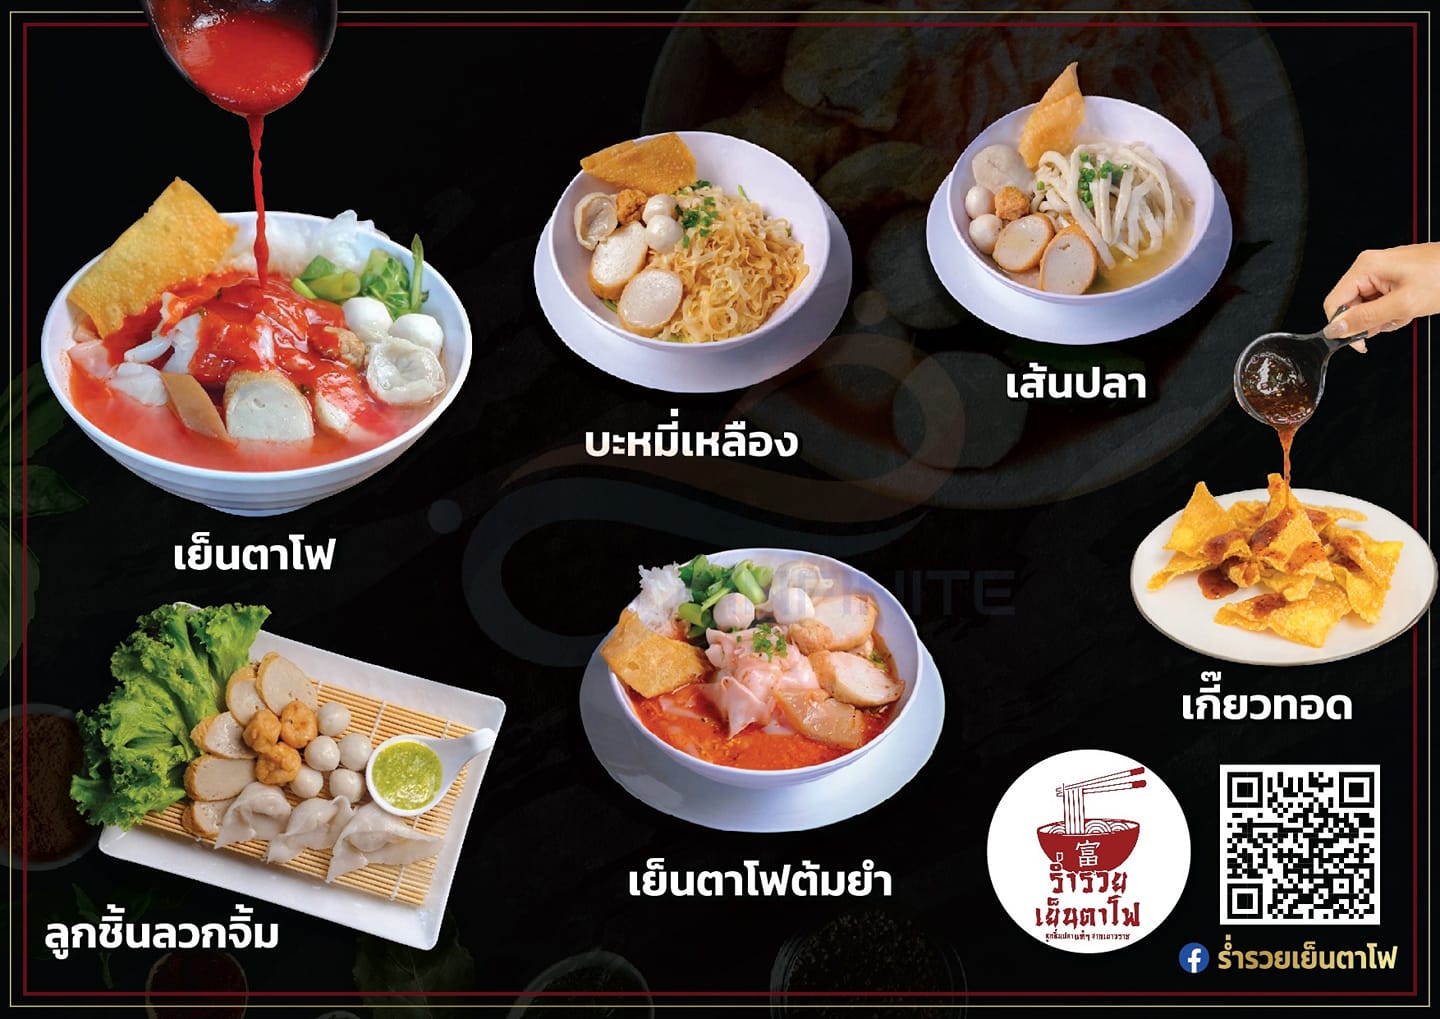 เย็นตาโฟ
บะหมี่เหลือง
เส้นปลา
เกี๊ยวทอด
ลูกชิ้นลวกจิ้ม
เย็นตาโฟต้มยำ
富
ร่ำรวย
เย็นตาโฟ
ร่ำรวยเย็นตาโฟ